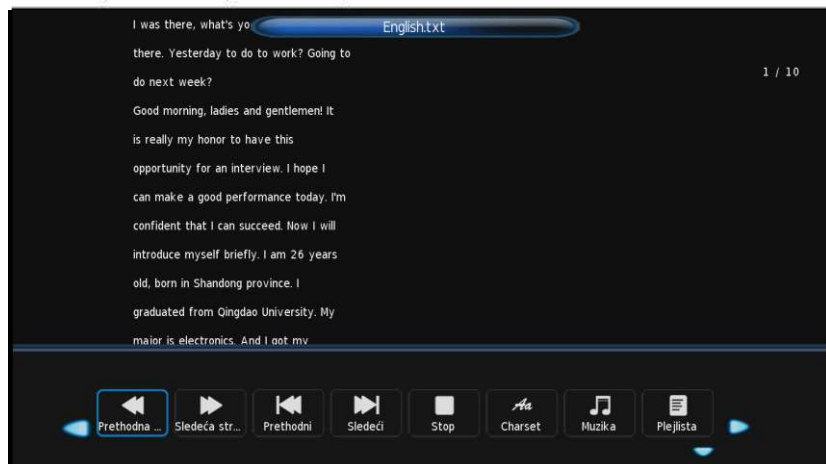 I was there, what's yo
English.txt
there. Yesterday to do to work? Going to
do next week?
1 / 10
Good morning, ladies and gentlemen! It
is really my honor to have this
opportunity for an interview. I hope I
can make a good performance today. I'm
confident that I can succeed. Now I will
introduce myself briefly. I am 26 years
old, born in Shandong province. I
graduated from Qingdao University. My
major is electronics. And I got my
Prethodna ...
Sledeća str...
Prethodni
Sledeći
Stop
Aa
Charset
Muzika
Plejlista